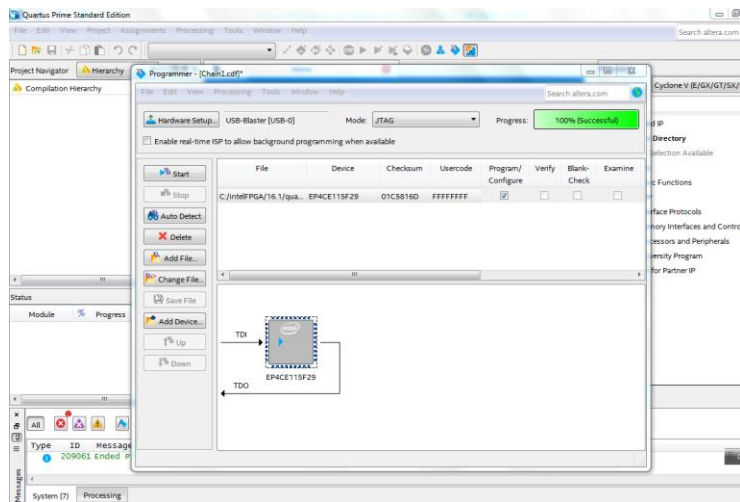 Quartus Prime Standard Edition
File Edit View Project Assignments Processing Tools Window Help
Search altera.com
Project Navigator
Hierarchy
Compilation Hierarchy
Programmer - [Chain1.cdf]*
File Edit View Processing Tools Window Help
Search altera.com
Hardware Setup... USB-Blaster [USB-0] Mode: JTAG Progress: 100% (Successful)
Enable real-time ISP to allow background programming when available
Start
Stop
Auto Detect
Delete
Add File...
Change File...
Save File
Add Device...
Up
Down
File Device Checksum Usercode Program/ Configure Verify Blank- Check Examine
C:/intelFPGA/16.1/qua... EP4CE115F29 01C5816D FFFFFFFF
TDI
intel
EP4CE115F29
TDO
Cyclone V (E/GX/GT/SX/
d IP
Directory
Selection Available
c Functions
rface Protocols
mory Interfaces and Contro
cessors and Peripherals
versity Program
for Partner IP
Status
Module % Progress
All
Type ID Message
209061 Ended P
Messages
System (7) Processing